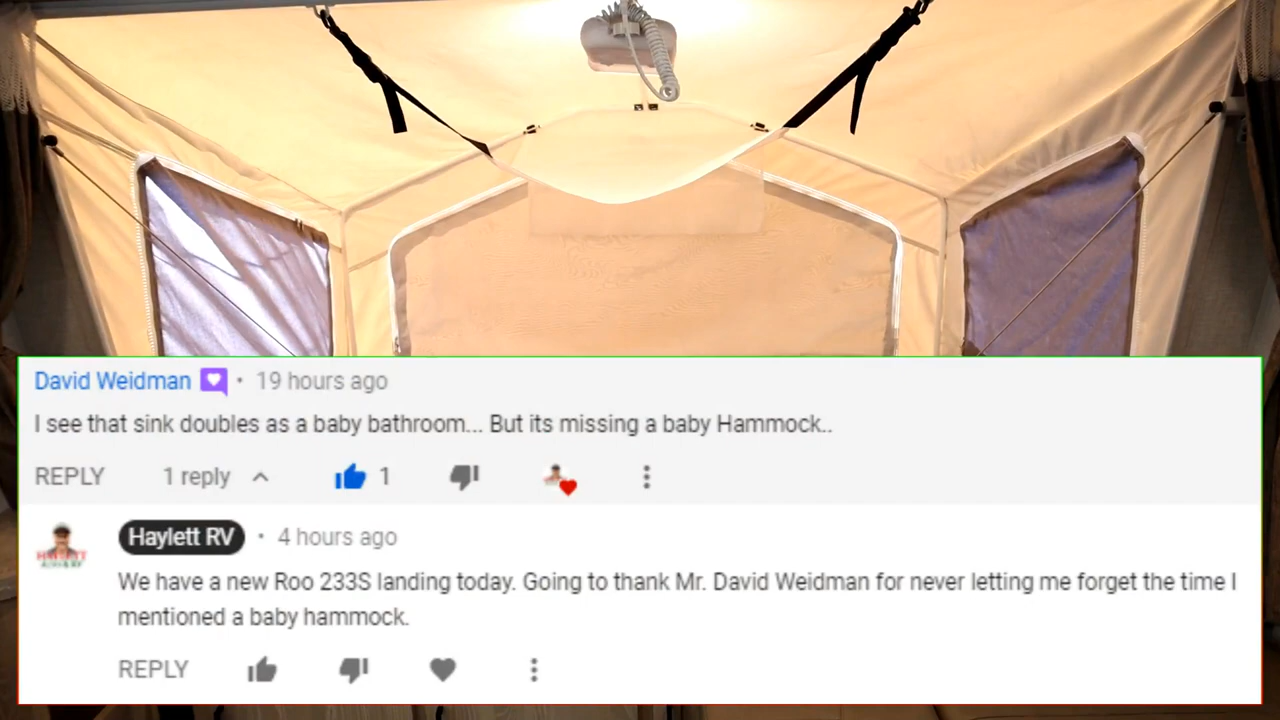 David Weidman • 19 hours ago
I see that sink doubles as a baby bathroom... But its missing a baby Hammock..
REPLY 1 reply 1
Haylett RV • 4 hours ago
We have a new Roo 233S landing today. Going to thank Mr. David Weidman for never letting me forget the time I
mentioned a baby hammock.
REPLY